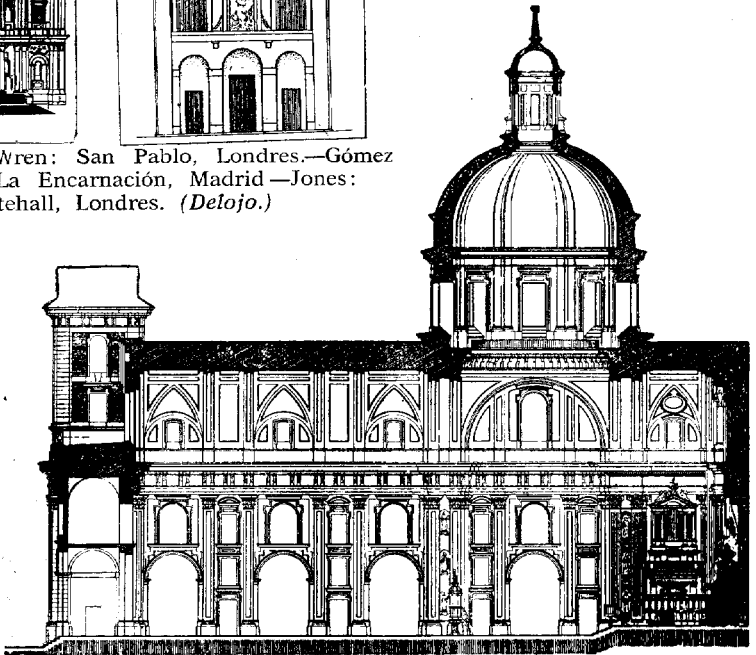 Wren: San Pablo, Londres.—Gómez
La Encarnación, Madrid—Jones:
tehall, Londres. (Delojo.)